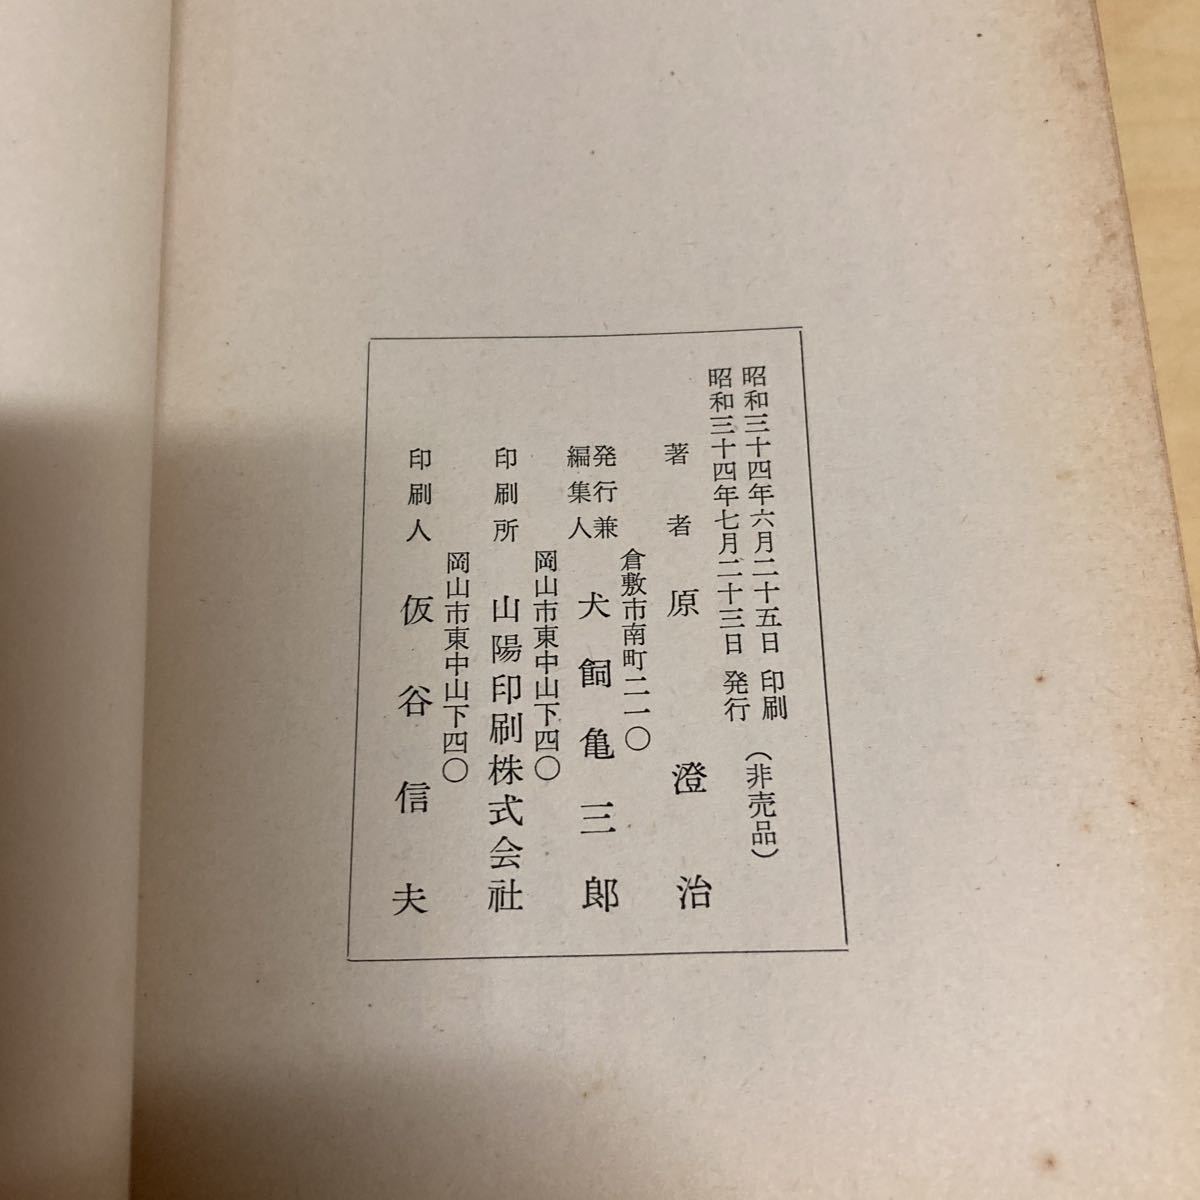 昭和三十四年六月二十五日 印刷 (非売品)
昭和三十四年七月二十三日 発行
著者 原澄治
倉敷市南町二一〇
発行兼
編集人 犬飼亀三郎
岡山市東中山下四〇
印刷所 山陽印刷株式会社
岡山市東中山下四〇
印刷人 仮谷信夫